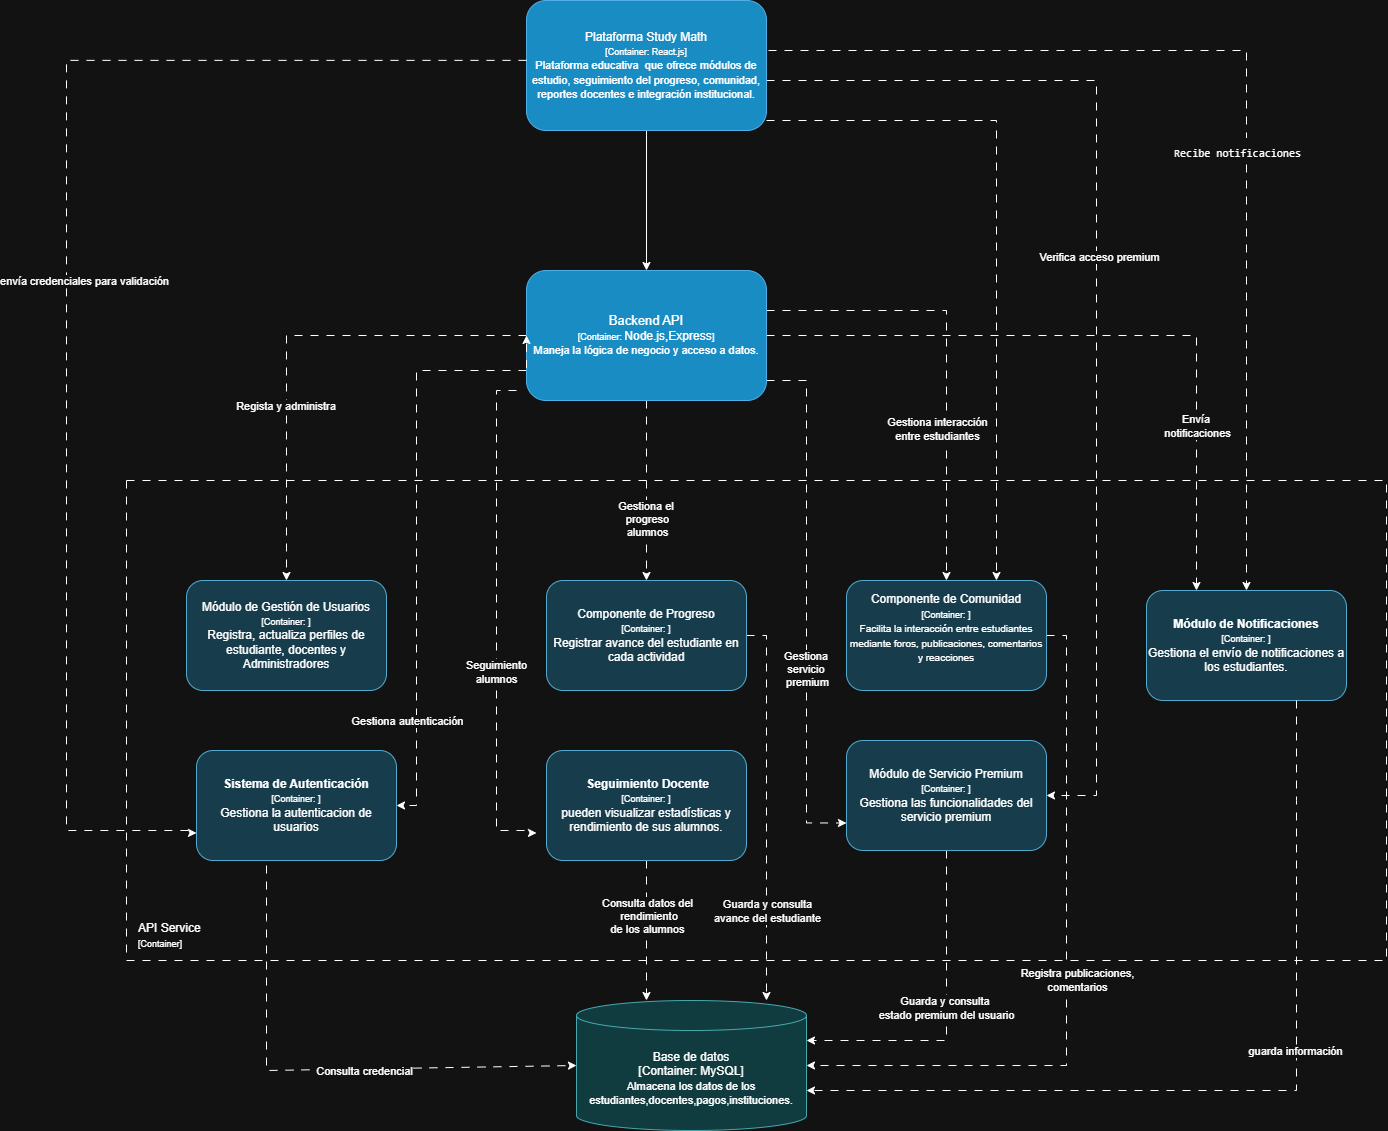 Plataforma Study Math
[Container: React.js]
Plataforma educativa que ofrece módulos de
estudio, seguimiento del progreso, comunidad,
reportes docentes e integración institucional.
Recibe notificaciones
Verifica acceso premium
envía credenciales para validación
Backend API
[Container: Node.js,Express]
Maneja la lógica de negocio y acceso a datos.
Regista y administra
Gestiona interacción
entre estudiantes
Envía
notificaciones
Gestiona el
progreso
alumnos
Módulo de Gestión de Usuarios
[Container: ]
Registra, actualiza perfiles de
estudiante, docentes y
Administradores
Componente de Progreso
[Container: ]
Registrar avance del estudiante en
cada actividad
Componente de Comunidad
[Container: ]
Facilita la interacción entre estudiantes
mediante foros, publicaciones, comentarios
y reacciones
Módulo de Notificaciones
[Container: ]
Gestiona el envío de notificaciones a
los estudiantes.
Seguimiento
alumnos
Gestiona
servicio
premium
Gestiona autenticación
Sistema de Autenticación
[Container: ]
Gestiona la autenticacion de
usuarios
Seguimiento Docente
[Container: ]
pueden visualizar estadísticas y
rendimiento de sus alumnos.
Módulo de Servicio Premium
[Container: ]
Gestiona las funcionalidades del
servicio premium
Consulta datos del
rendimiento
de los alumnos
Guarda y consulta
avance del estudiante
API Service
[Container]
Registra publicaciones,
comentarios
Guarda y consulta
estado premium del usuario
guarda información
Consulta credencial
Base de datos
[Container: MySQL]
Almacena los datos de los
estudiantes,docentes,pagos,instituciones.